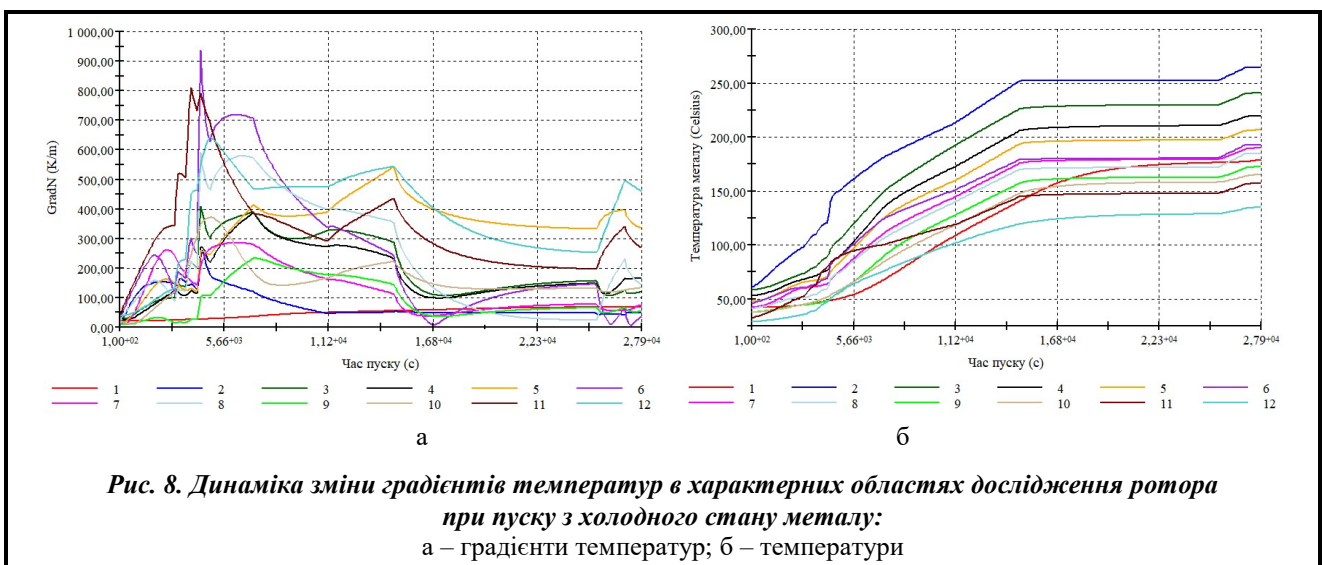 1 000,00
900,00
800,00
700,00
600,00
500,00
400,00
300,00
200,00
100,00
0,00
GradN (K/m)
1,00+02
5,66+03
1,12+04
1,68+04
2,23+04
2,79+04
Час пуску (с)
1 2 3 4 5 6
7 8 9 10 11 12
а
300,00
250,00
200,00
150,00
100,00
50,00
Температура металу (Celsius)
1,00+02
5,66+03
1,12+04
1,68+04
2,23+04
2,79+04
Час пуску (с)
1 2 3 4 5 6
7 8 9 10 11 12
б
Рис. 8. Динаміка зміни градієнтів температур в характерних областях дослідження ротора
при пуску з холодного стану металу:
а – градієнти температур; б – температури